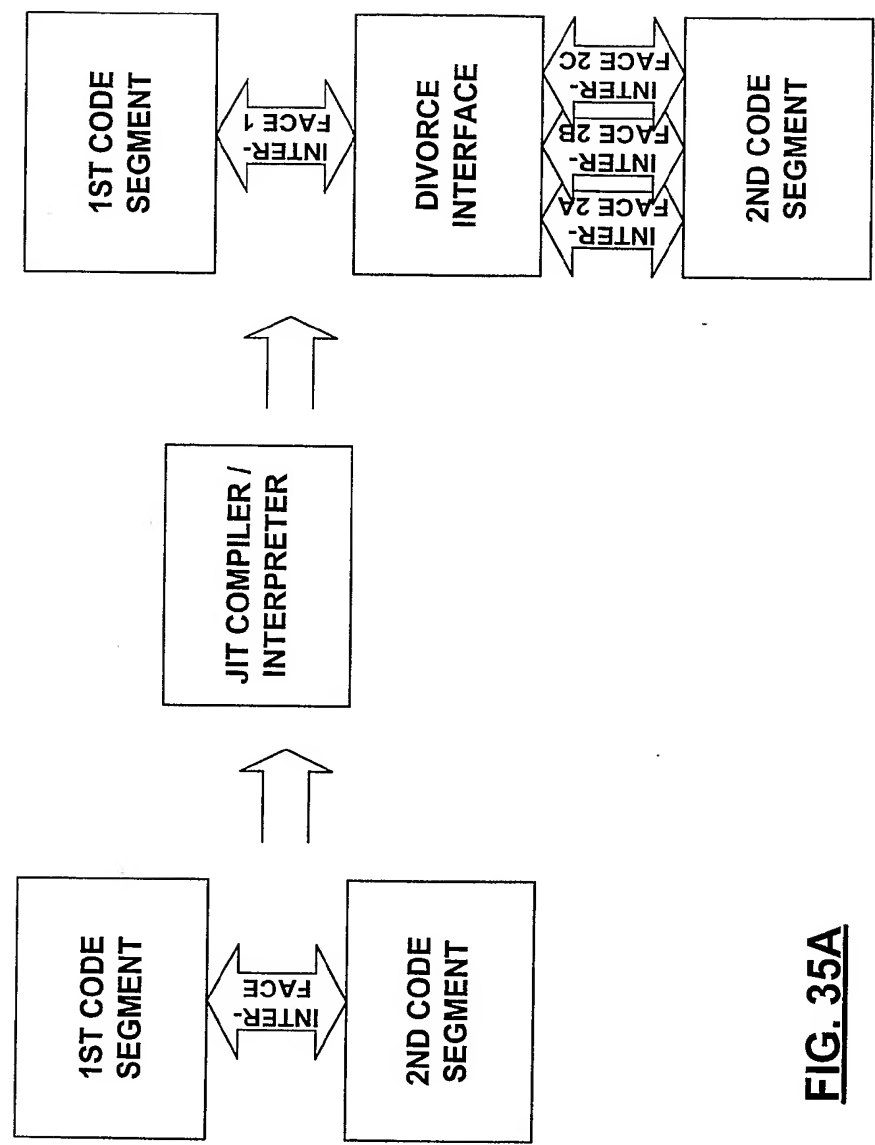 1ST CODE
SEGMENT
INTER-
FACE
2ND CODE
SEGMENT
JIT COMPILER /
INTERPRETER
1ST CODE
SEGMENT
INTER-
FACE 1
DIVORCE
INTERFACE
INTER-
FACE 2A
INTER-
FACE 2B
INTER-
FACE 2C
2ND CODE
SEGMENT
FIG. 35A